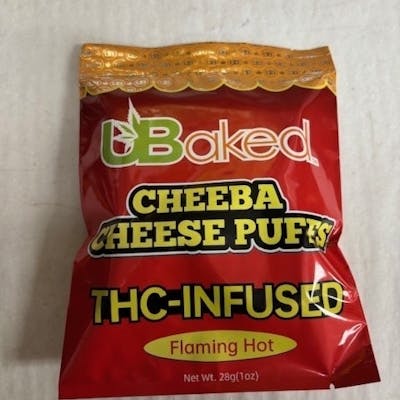 UBaked
CHEEBA
CHEESE PUFFS
THC-INFUSED
Flaming Hot
Net Wt. 28g(1oz)